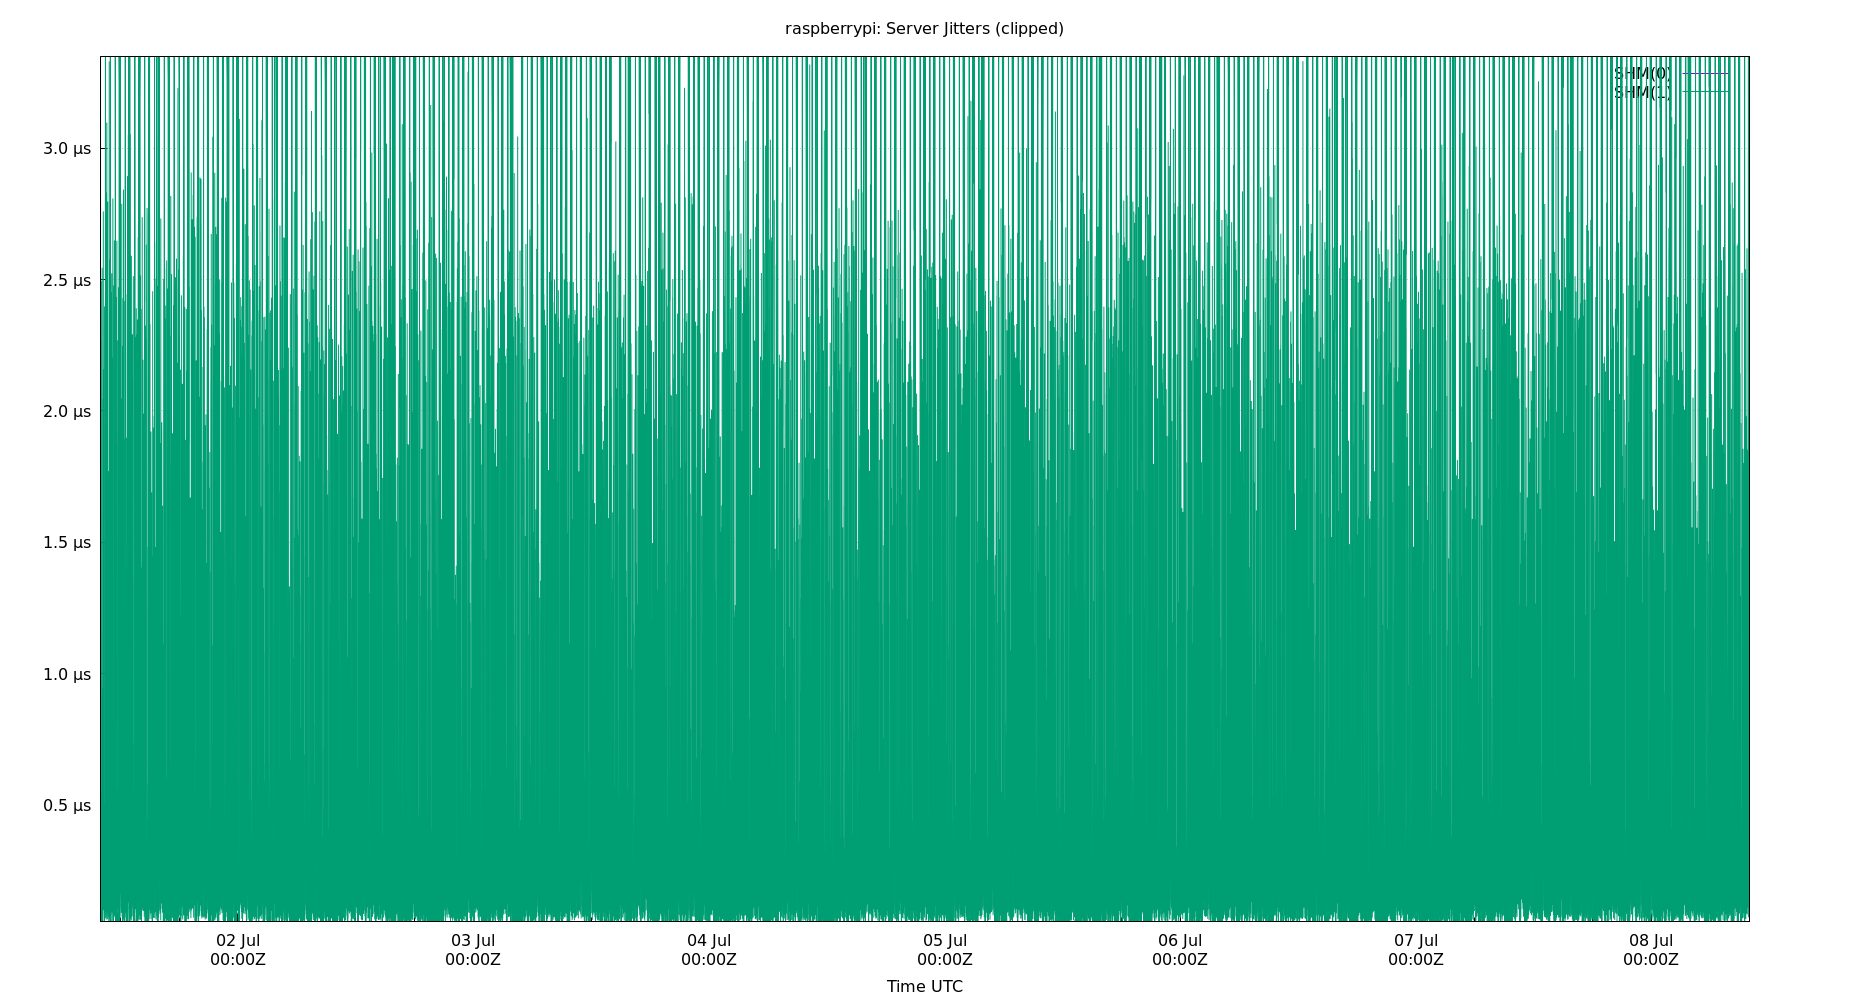 raspberrypi: Server Jitters (clipped)
SHM(0)
SHM(1)
3.0 µs
2.5 µs
2.0 µs
1.5 µs
1.0 µs
0.5 µs
02 Jul 03 Jul 04 Jul 05 Jul 06 Jul 07 Jul 08 Jul
00:00Z 00:00Z 00:00Z 00:00Z 00:00Z 00:00Z 00:00Z
Time UTC